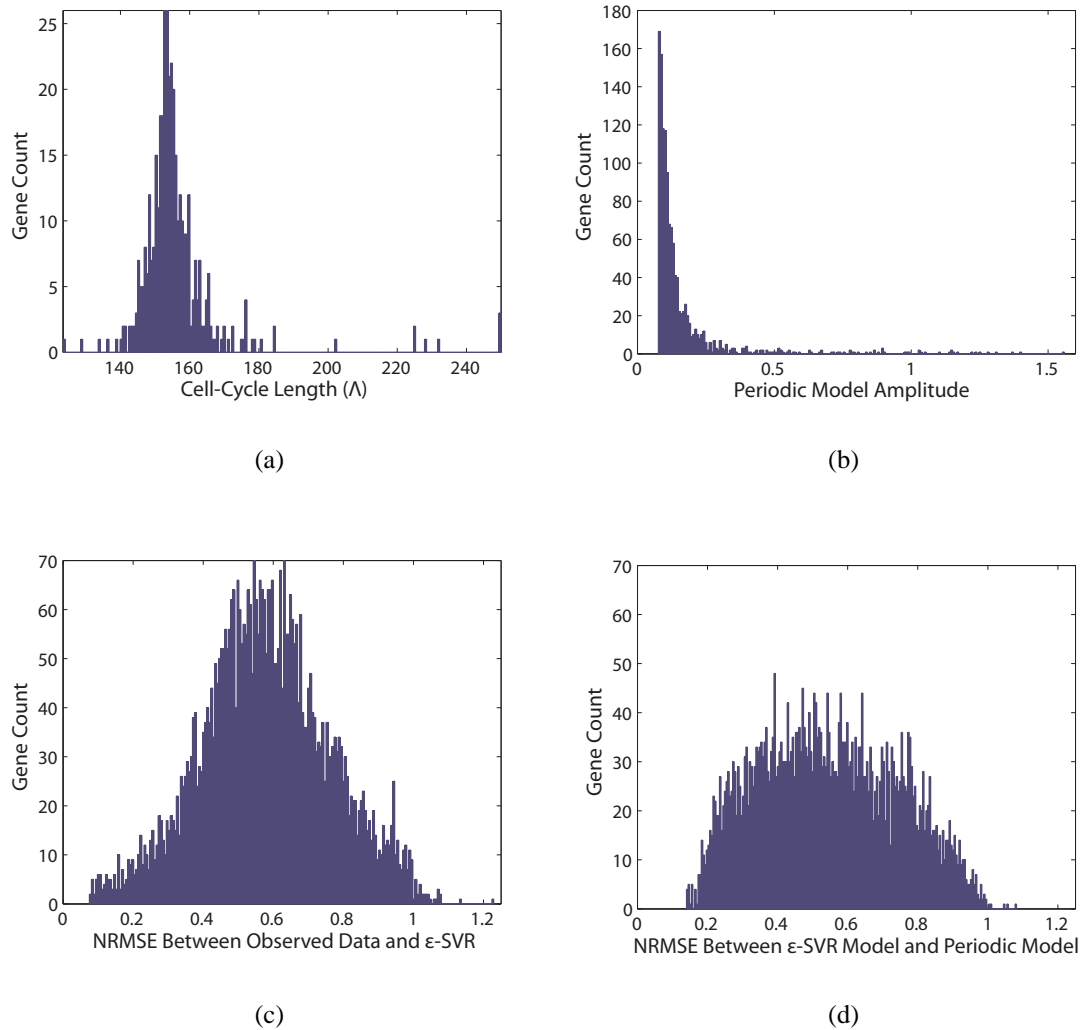 26
25
20
15
10
5
0
Gene Count
140 160 180 200 220 240
Cell-Cycle Length (Λ)
(a)
180
160
140
120
100
80
60
40
20
0
Gene Count
0 0.5 1 1.5
Periodic Model Amplitude
(b)
70
60
50
40
30
20
10
0
Gene Count
0 0.2 0.4 0.6 0.8 1 1.2
NRMSE Between Observed Data and ε-SVR
(c)
70
60
50
40
30
20
10
0
Gene Count
0 0.2 0.4 0.6 0.8 1 1.2
NRMSE Between ε-SVR Model and Periodic Model
(d)